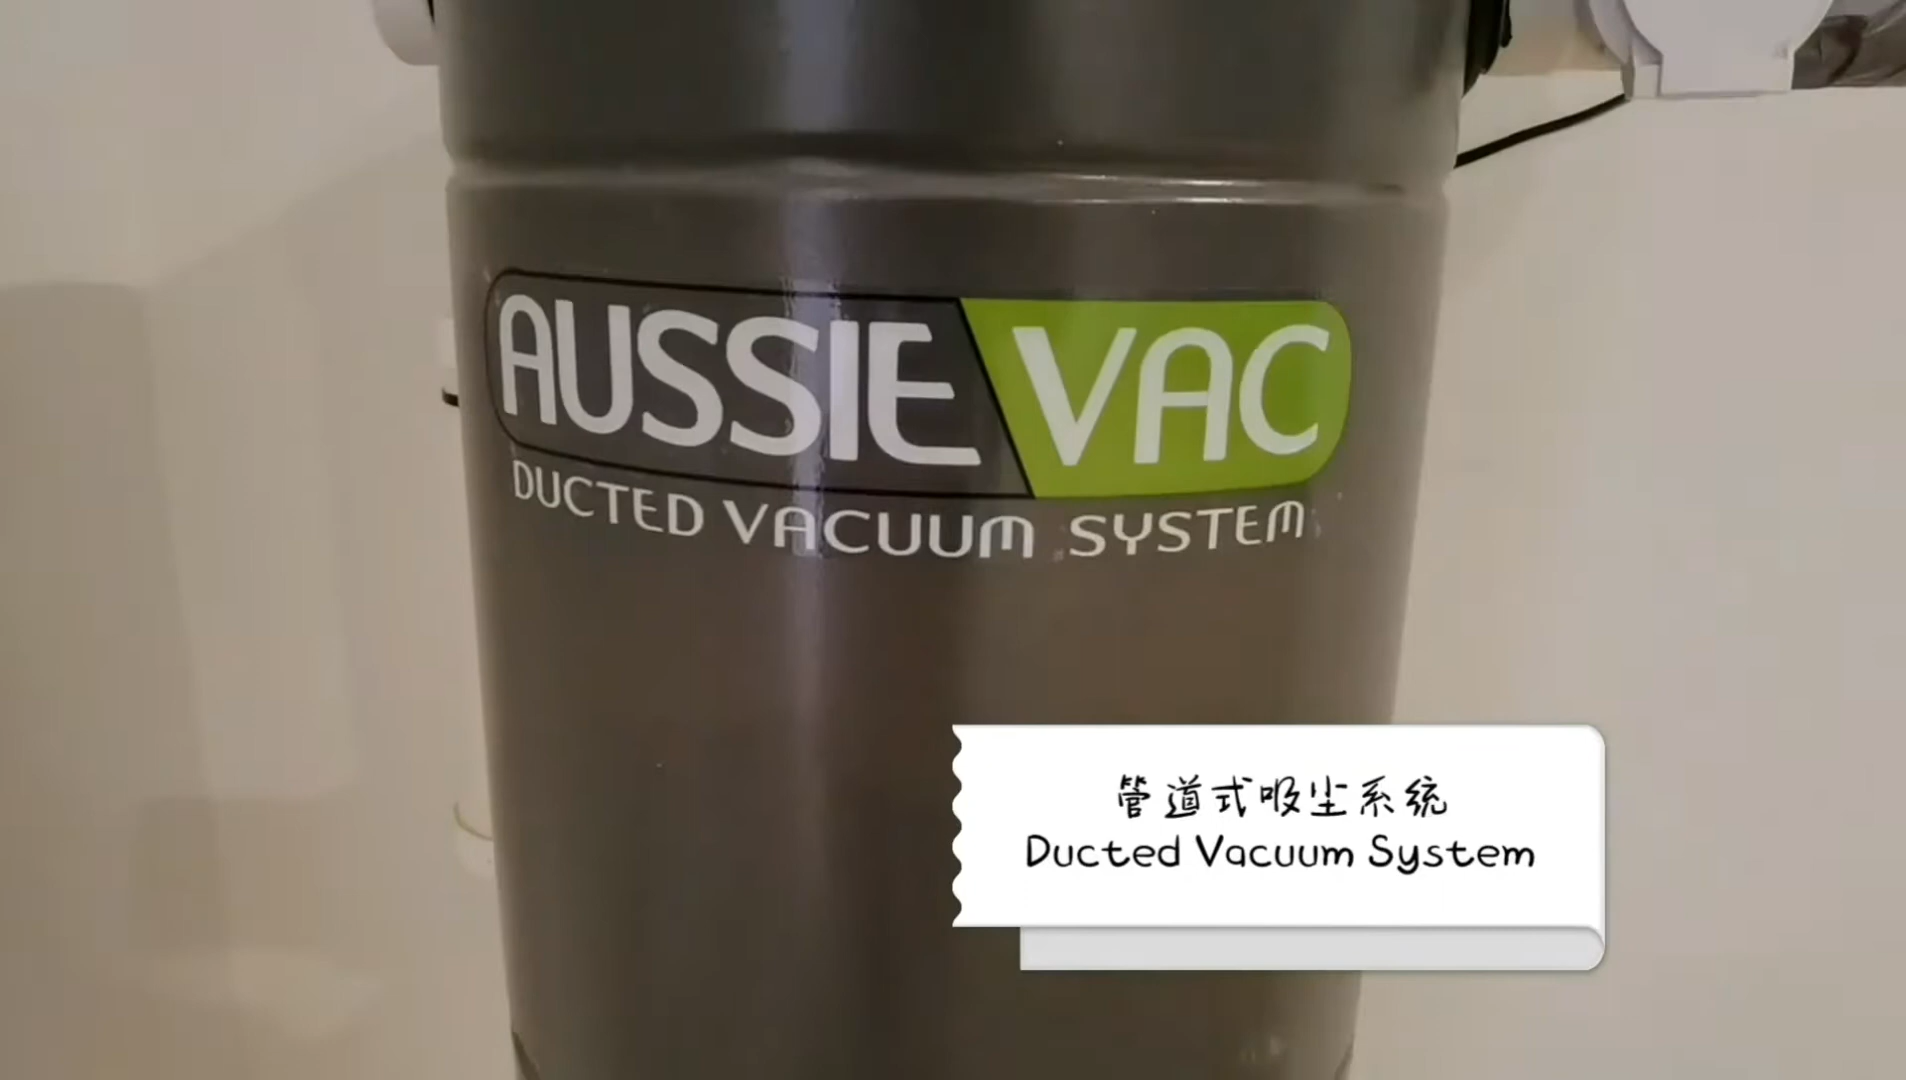 AUSSIE VAC
DUCTED VACUUM SYSTEM
管道式吸尘系统
Ducted Vacuum System